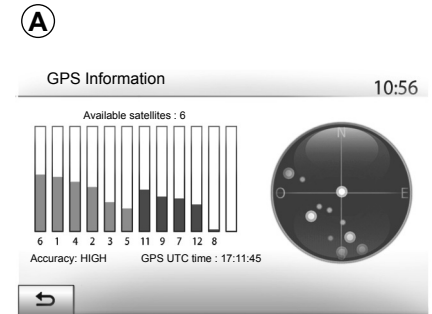 A
GPS Information
10:56
Available satellites : 6
N
O
E
6 1 4 2 3 5 11 9 7 12 8
Accuracy: HIGH GPS UTC time : 17:11:45